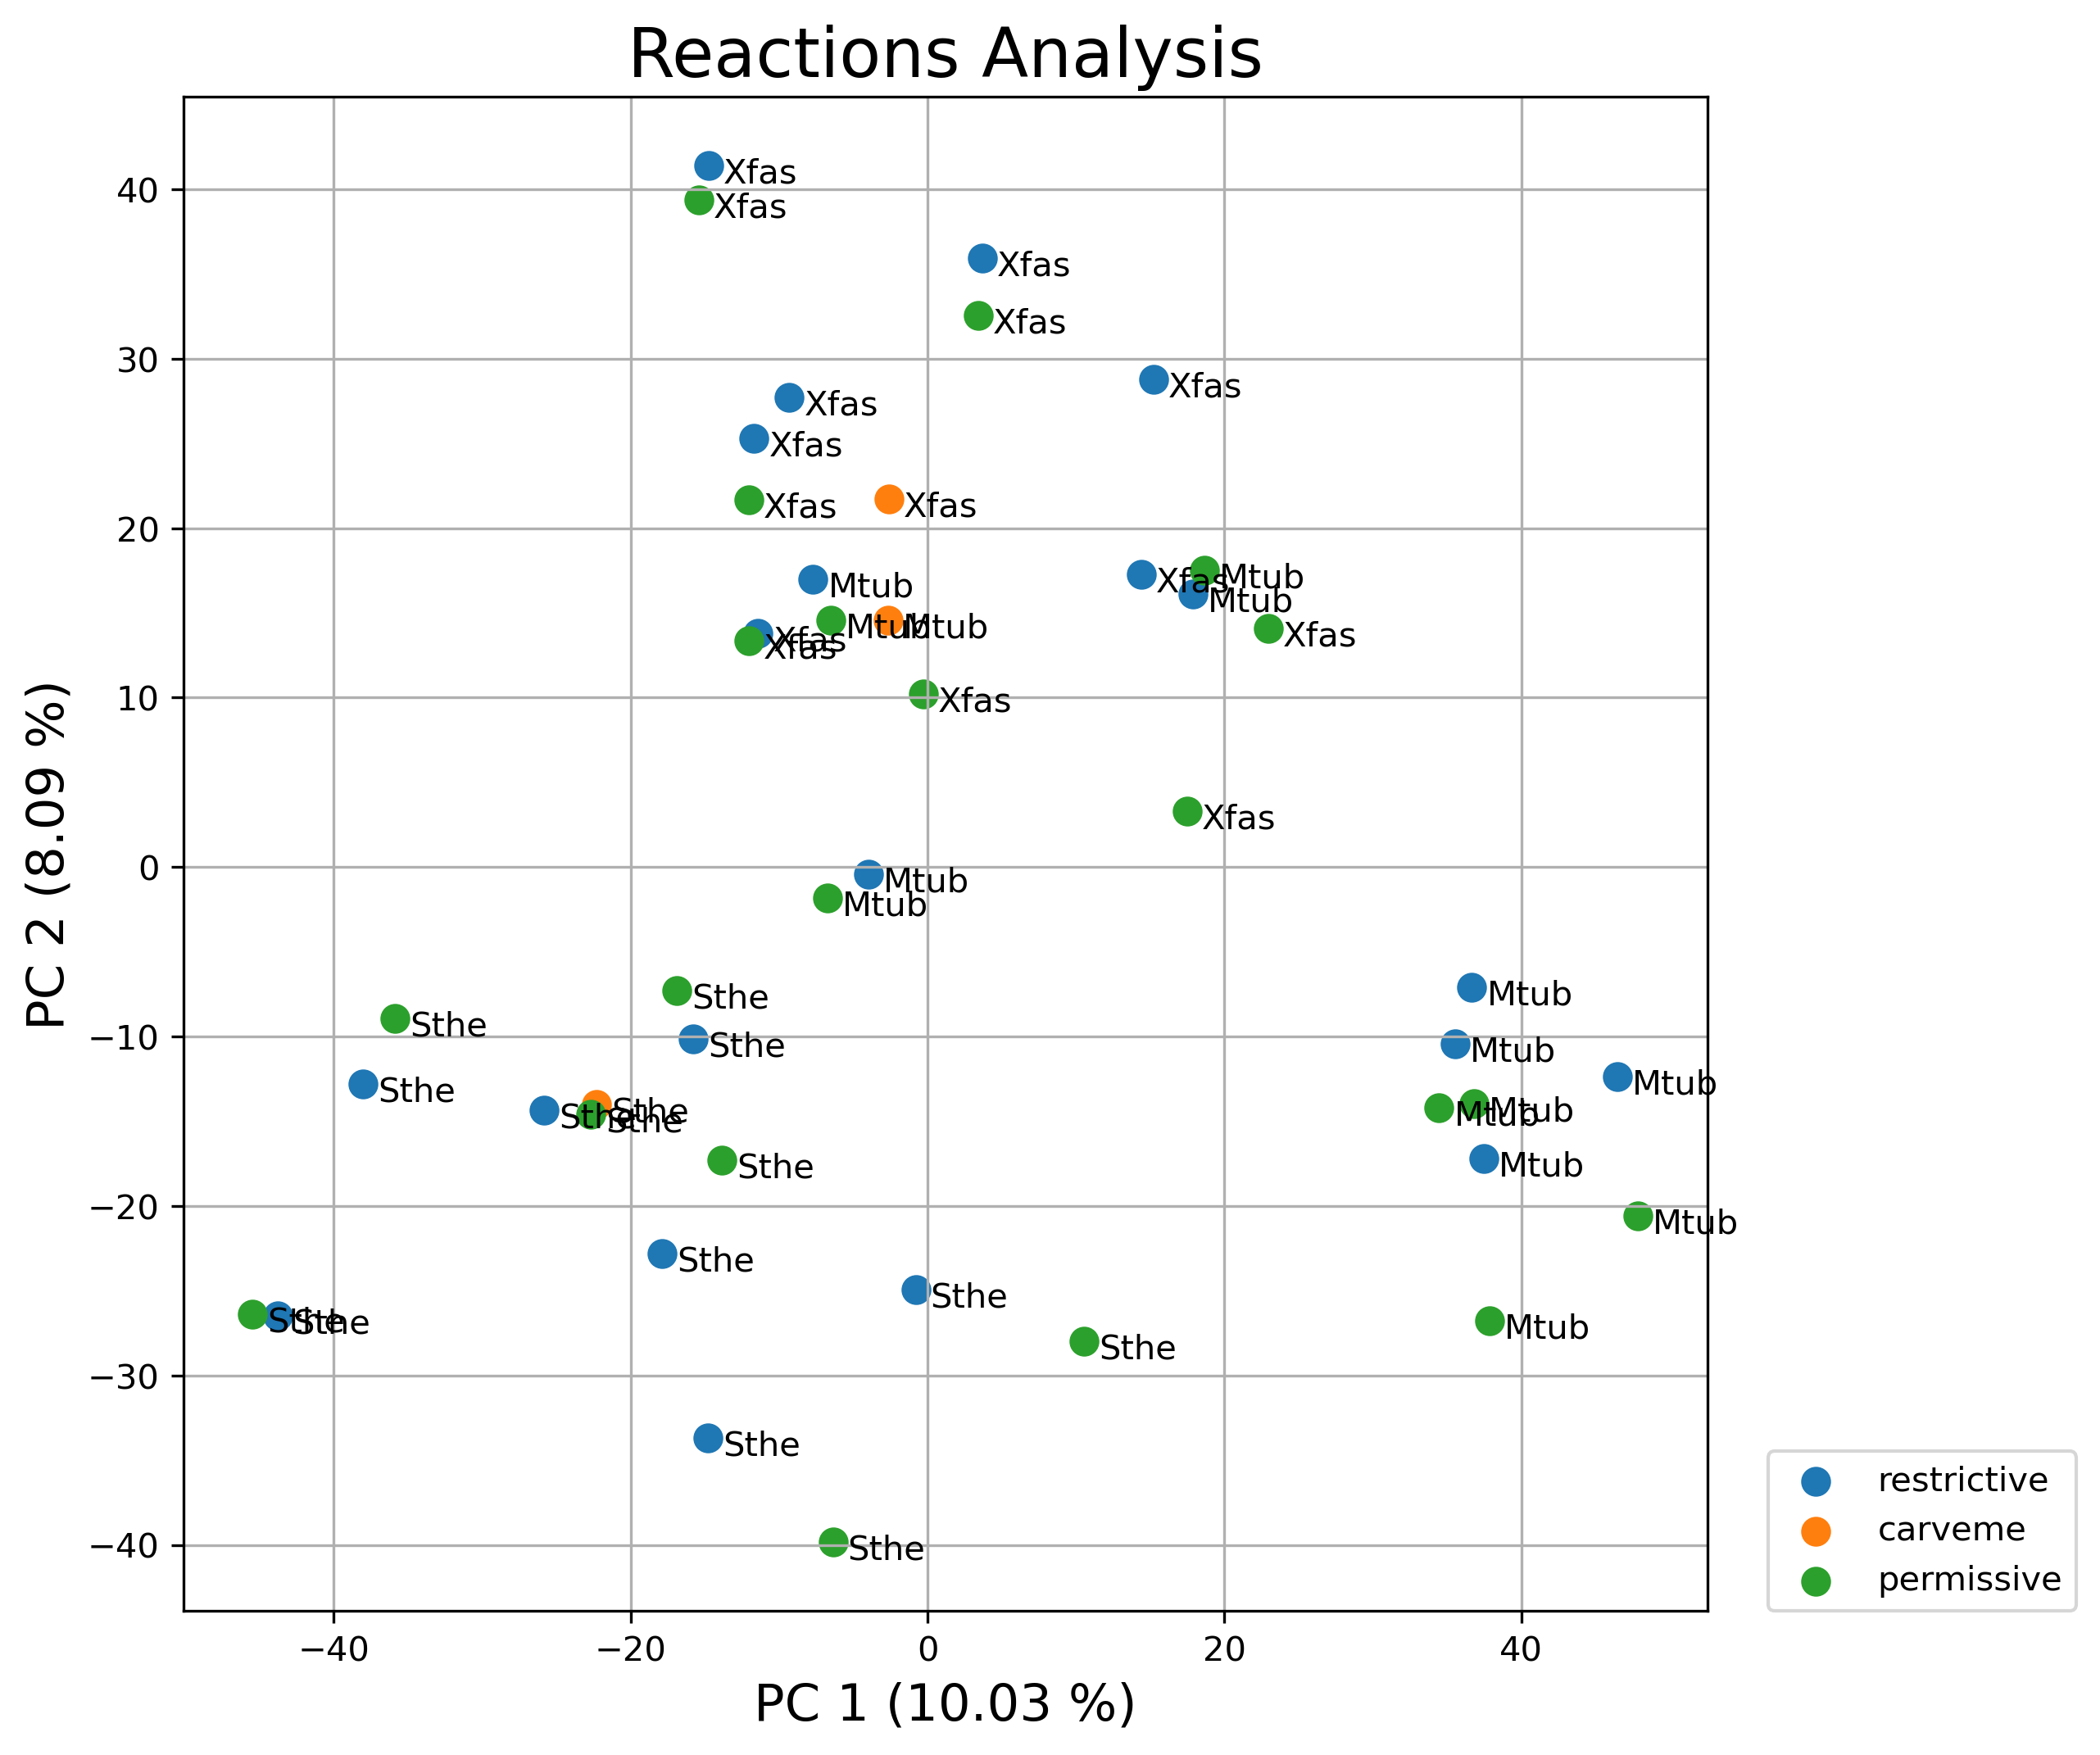 Reactions Analysis
Xfas
Xfas
Xfas
Xfas
Xfas
Xfas
Xfas
Xfas
Xfas
Mtub
Xfas
Mtub
Mtub
Mtub
Mtub
Xfas
Xfas
Xfas
Xfas
Xfas
Mtub
Mtub
Sthe
Mtub
Sthe
Sthe
Mtub
Sthe
Mtub
Sthe
Sthe
Sthe
Mtub
Mtub
Sthe
Mtub
Mtub
Sthe
Sthe
Sthe
Sthe
Mtub
Sthe
Sthe
Sthe
40
30
20
10
0
−10
−20
−30
−40
PC 2 (8.09 %)
−40 −20 0 20 40
PC 1 (10.03 %)
restrictive
carveme
permissive